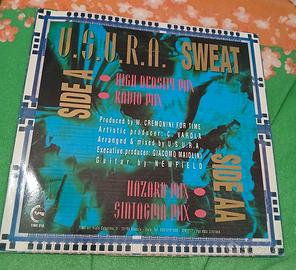 U.S.U.R.A. SWEAT
SIDE A
HIGH DENSITY MIX
RADIO MIX
Produced by W. CREMONINI FOR TIME
Artistic producer: C. VAROLA
Arranged & mixed by U.S.U.R.A.
Executive producer: GIACOMO MAIOLINI
Guitar by NEWFIELD
SIDE AA
HAZARD MIX
SINTAGMA MIX